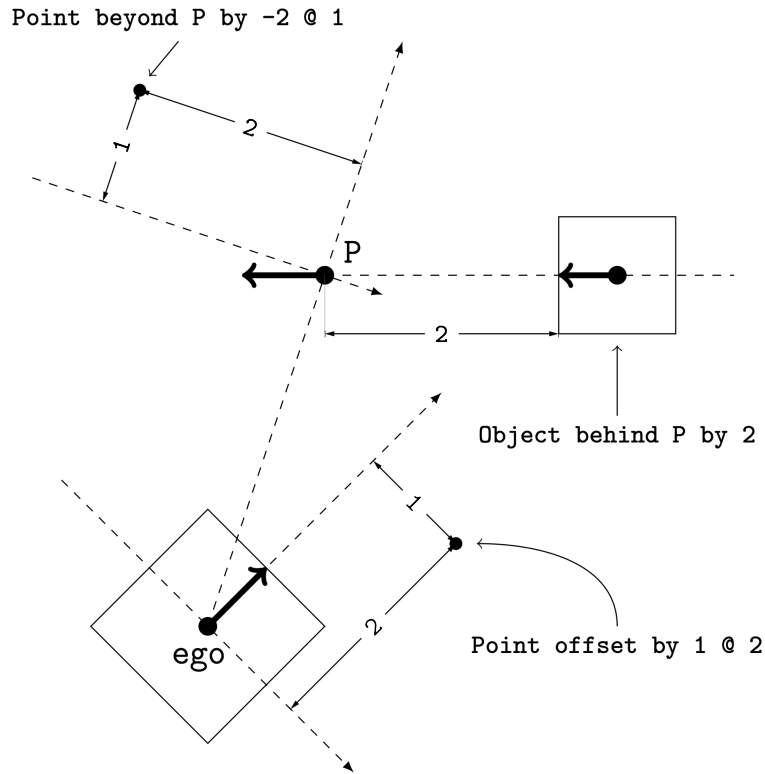 Point beyond P by -2 @ 1
2
1
P
2
Object behind P by 2
1
2
ego
Point offset by 1 @ 2